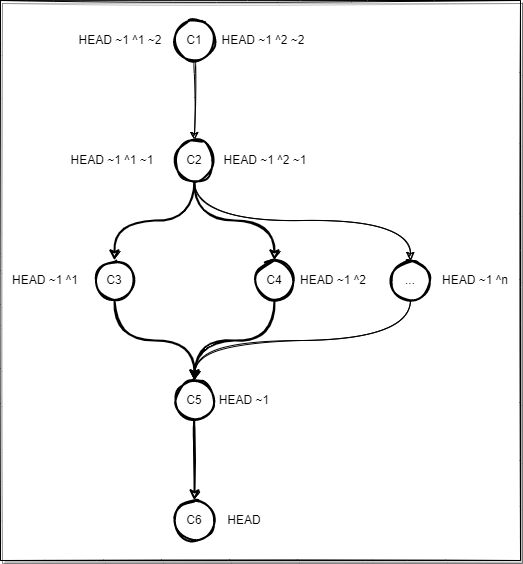 HEAD ~1 ^1 ~2 C1 HEAD ~1 ^2 ~2
HEAD ~1 ^1 ~1 C2 HEAD ~1 ^2 ~1
HEAD ~1 ^1 C3 C4 HEAD ~1 ^2 ... HEAD ~1 ^n
C5 HEAD ~1
C6 HEAD